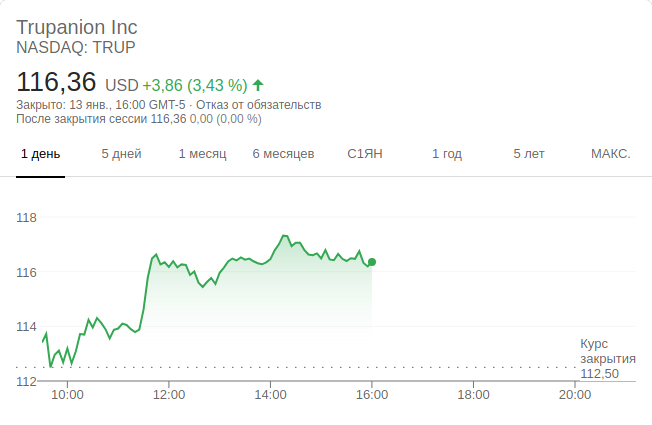 Trupanion Inc
NASDAQ: TRUP
116,36 USD +3,86 (3,43 %)
Закрыто: 13 янв., 16:00 GMT-5 · Отказ от обязательств
После закрытия сессии 116,36 0,00 (0,00 %)
1 день 5 дней 1 месяц 6 месяцев С1ЯН 1 год 5 лет МАКС.
118
116
114
Курс
закрытия
112,50
112
10:00 12:00 14:00 16:00 18:00 20:00